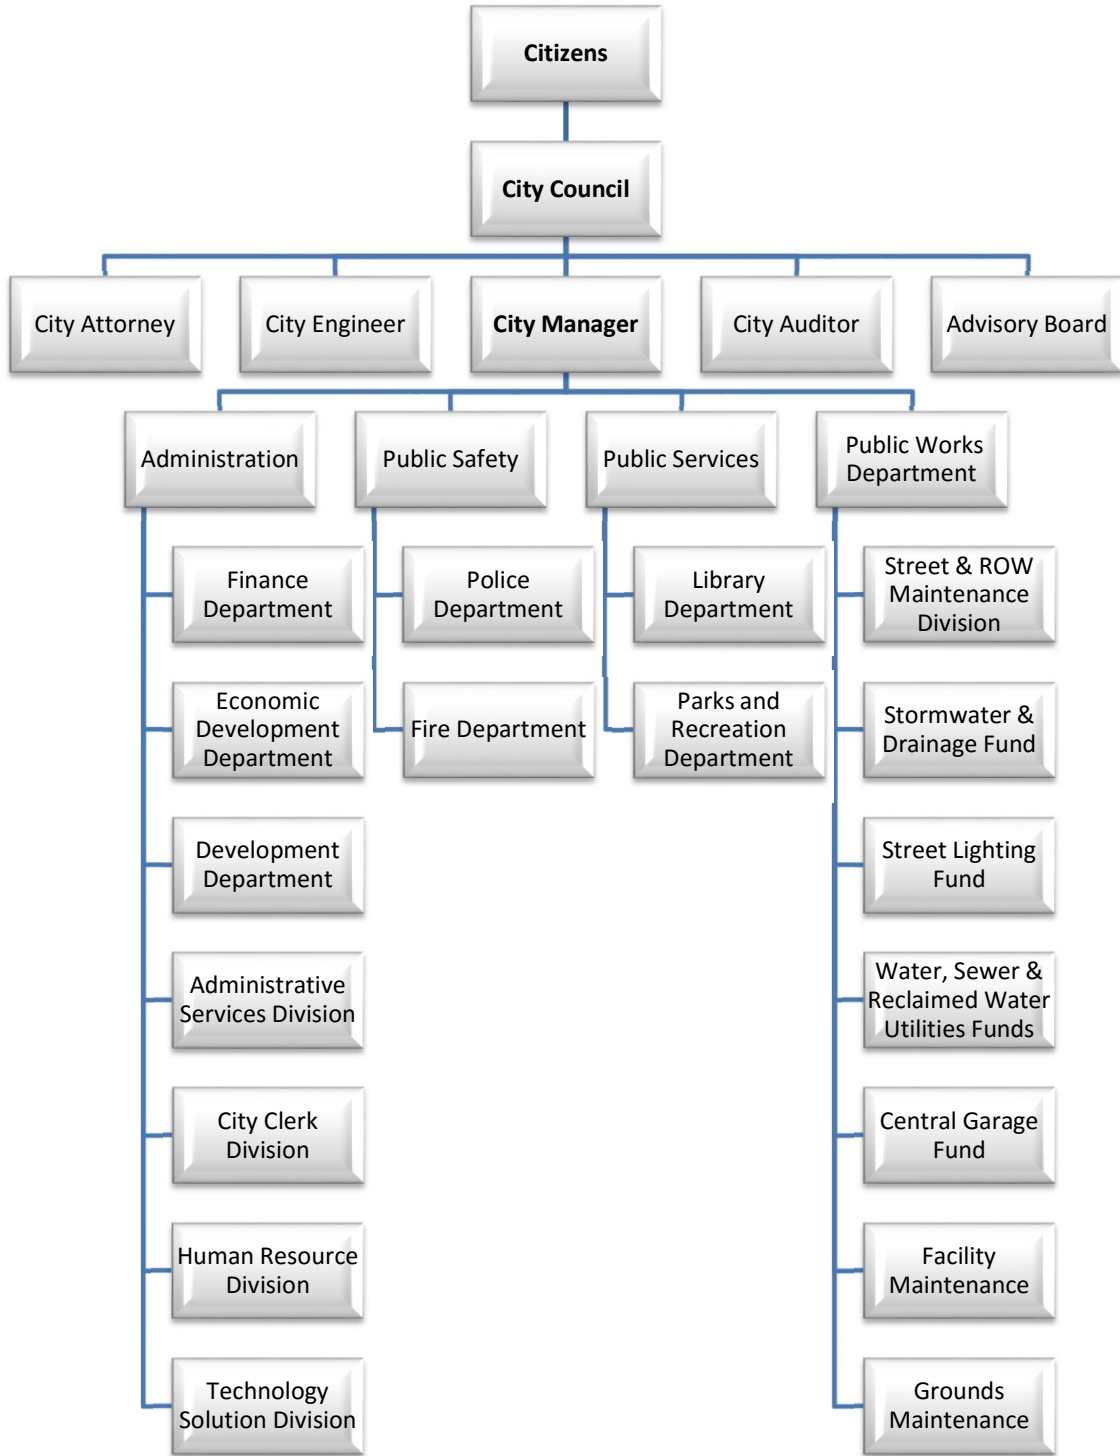 Citizens
City Council
City Attorney
City Engineer
City Manager
City Auditor
Advisory Board
Administration
Public Safety
Public Services
Public Works
Department
Finance
Department
Police
Department
Library
Department
Street & ROW
Maintenance
Division
Economic
Development
Department
Fire Department
Parks and
Recreation
Department
Stormwater &
Drainage Fund
Development
Department
Street Lighting
Fund
Administrative
Services Division
Water, Sewer &
Reclaimed Water
Utilities Funds
City Clerk
Division
Central Garage
Fund
Human Resource
Division
Facility
Maintenance
Technology
Solution Division
Grounds
Maintenance